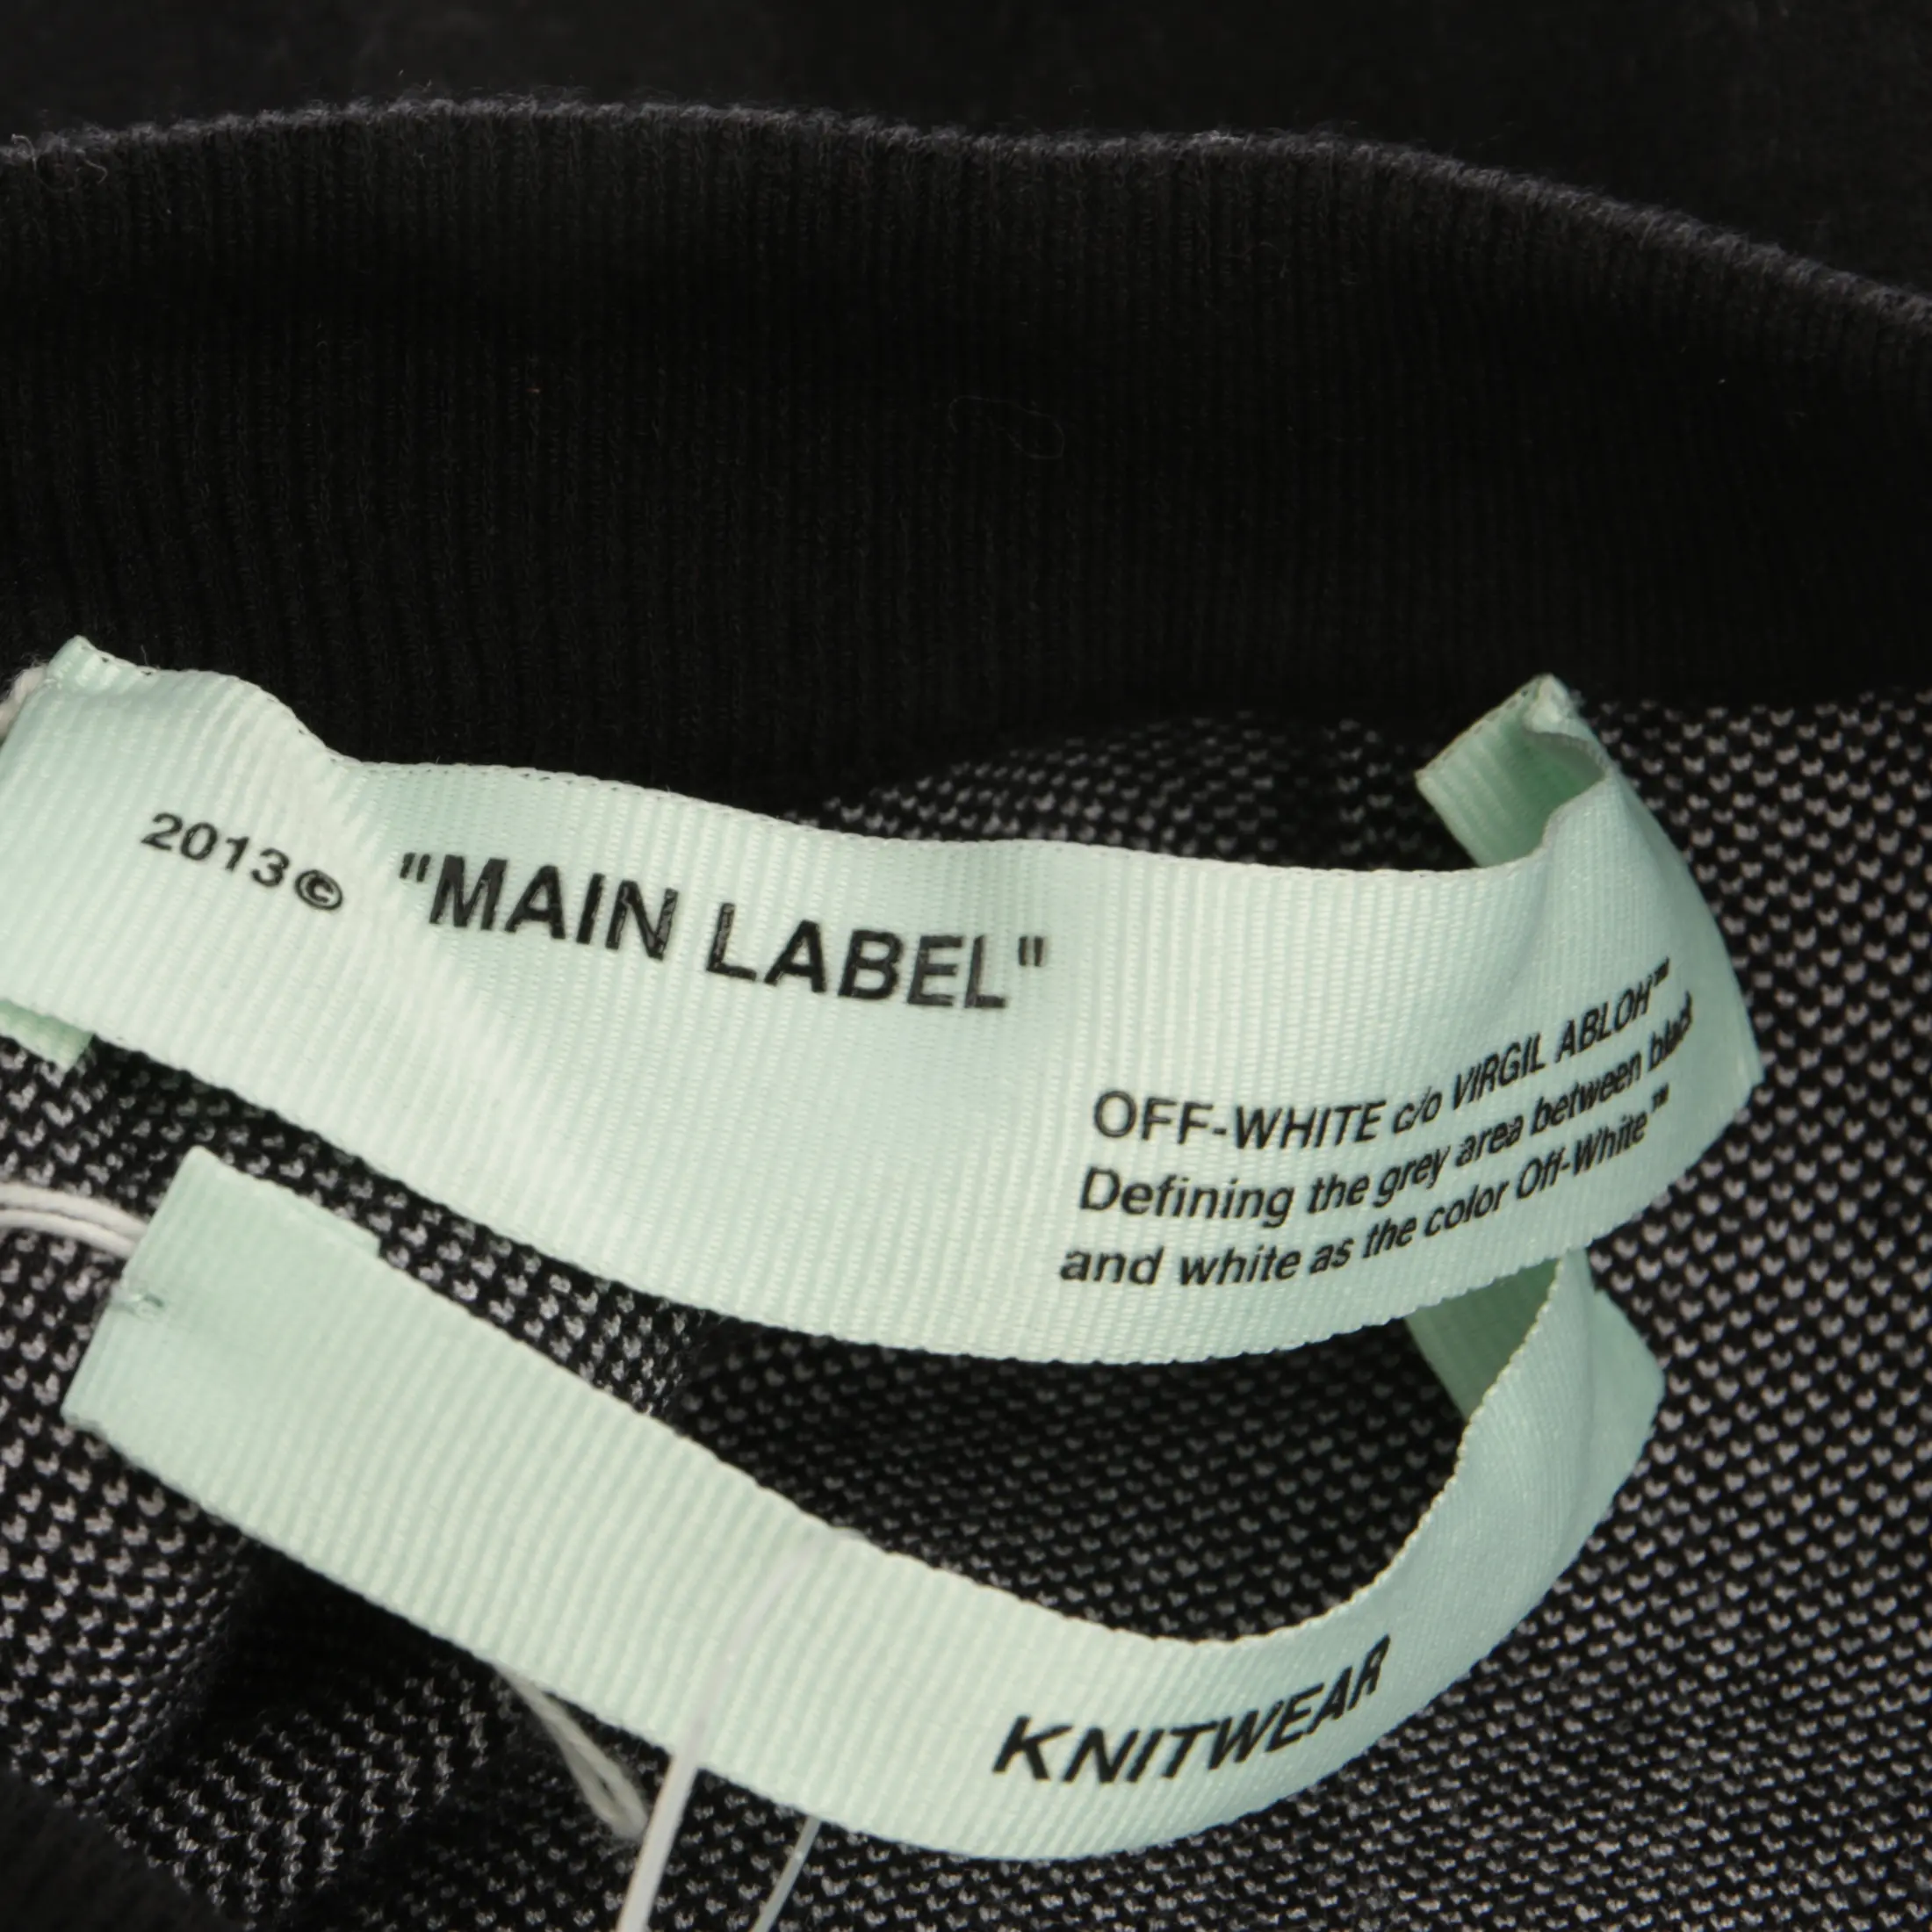 2013© "MAIN LABEL"
OFF-WHITE c/o VIRGIL ABLOH™
Defining the grey area between black
and white as the color Off-White™
KNITWEAR